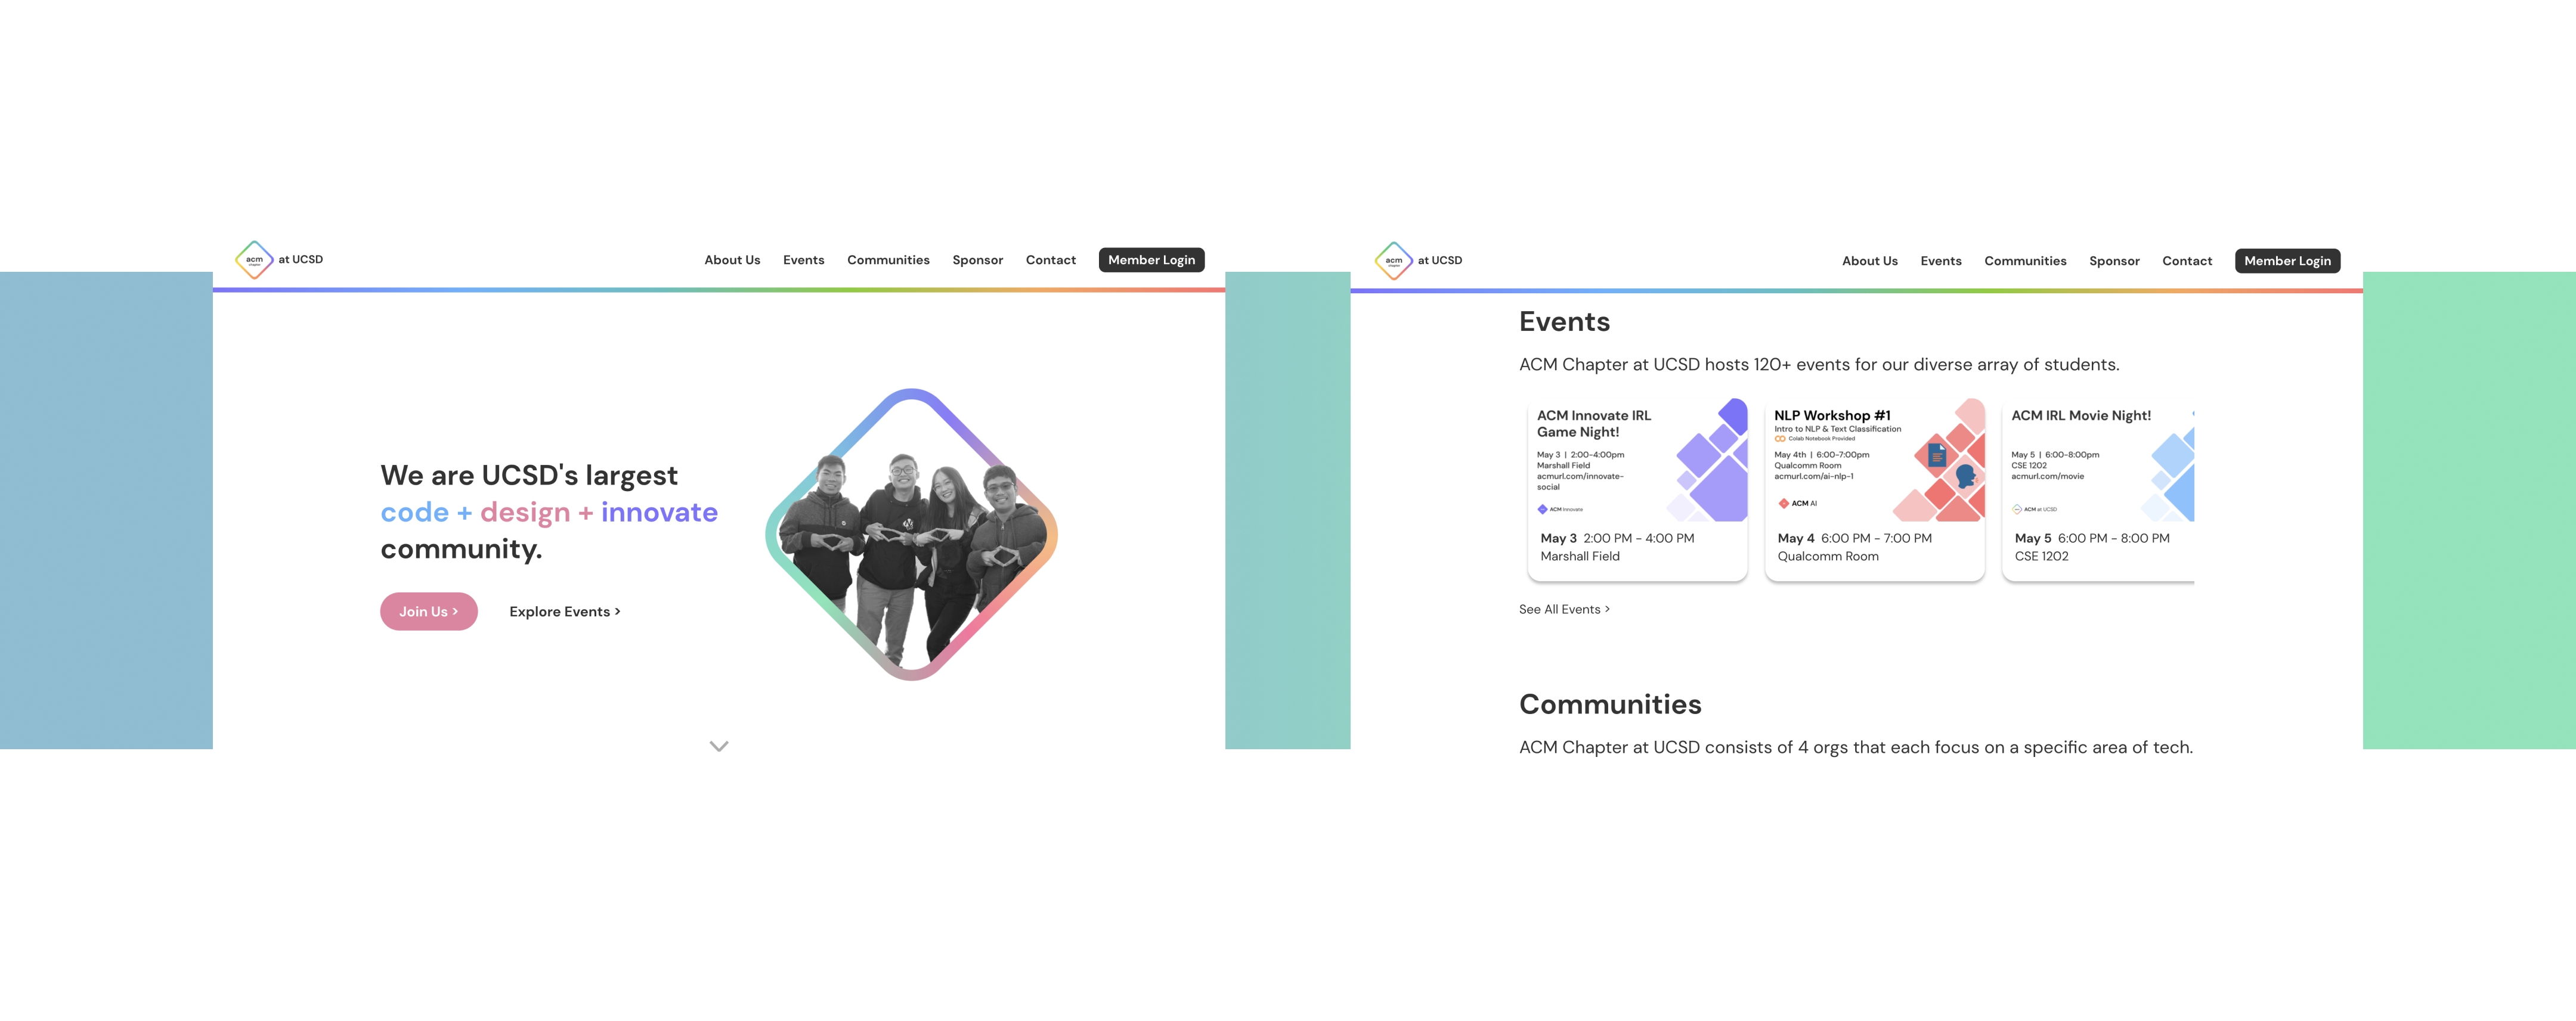 acm
chapter
at UCSD
About Us
Events
Communities
Sponsor
Contact
Member Login
We are UCSD's largest
code + design + innovate
community.
Join Us >
Explore Events >
acm
chapter
at UCSD
About Us
Events
Communities
Sponsor
Contact
Member Login
Events
ACM Chapter at UCSD hosts 120+ events for our diverse array of students.
ACM Innovate IRL
Game Night!
May 3 | 2:00-4:00pm
Marshall Field
acmurl.com/innovate-
social
ACM Innovate
May 3 2:00 PM - 4:00 PM
Marshall Field
NLP Workshop #1
Intro to NLP & Text Classification
Colab Notebook Provided
May 4th | 6:00-7:00pm
Qualcomm Room
acmurl.com/ai-nlp-1
ACM AI
May 4 6:00 PM - 7:00 PM
Qualcomm Room
ACM IRL Movie Night!
May 5 | 6:00-8:00pm
CSE 1202
acmurl.com/movie
ACM at UCSD
May 5 6:00 PM - 8:00 PM
CSE 1202
See All Events >
Communities
ACM Chapter at UCSD consists of 4 orgs that each focus on a specific area of tech.